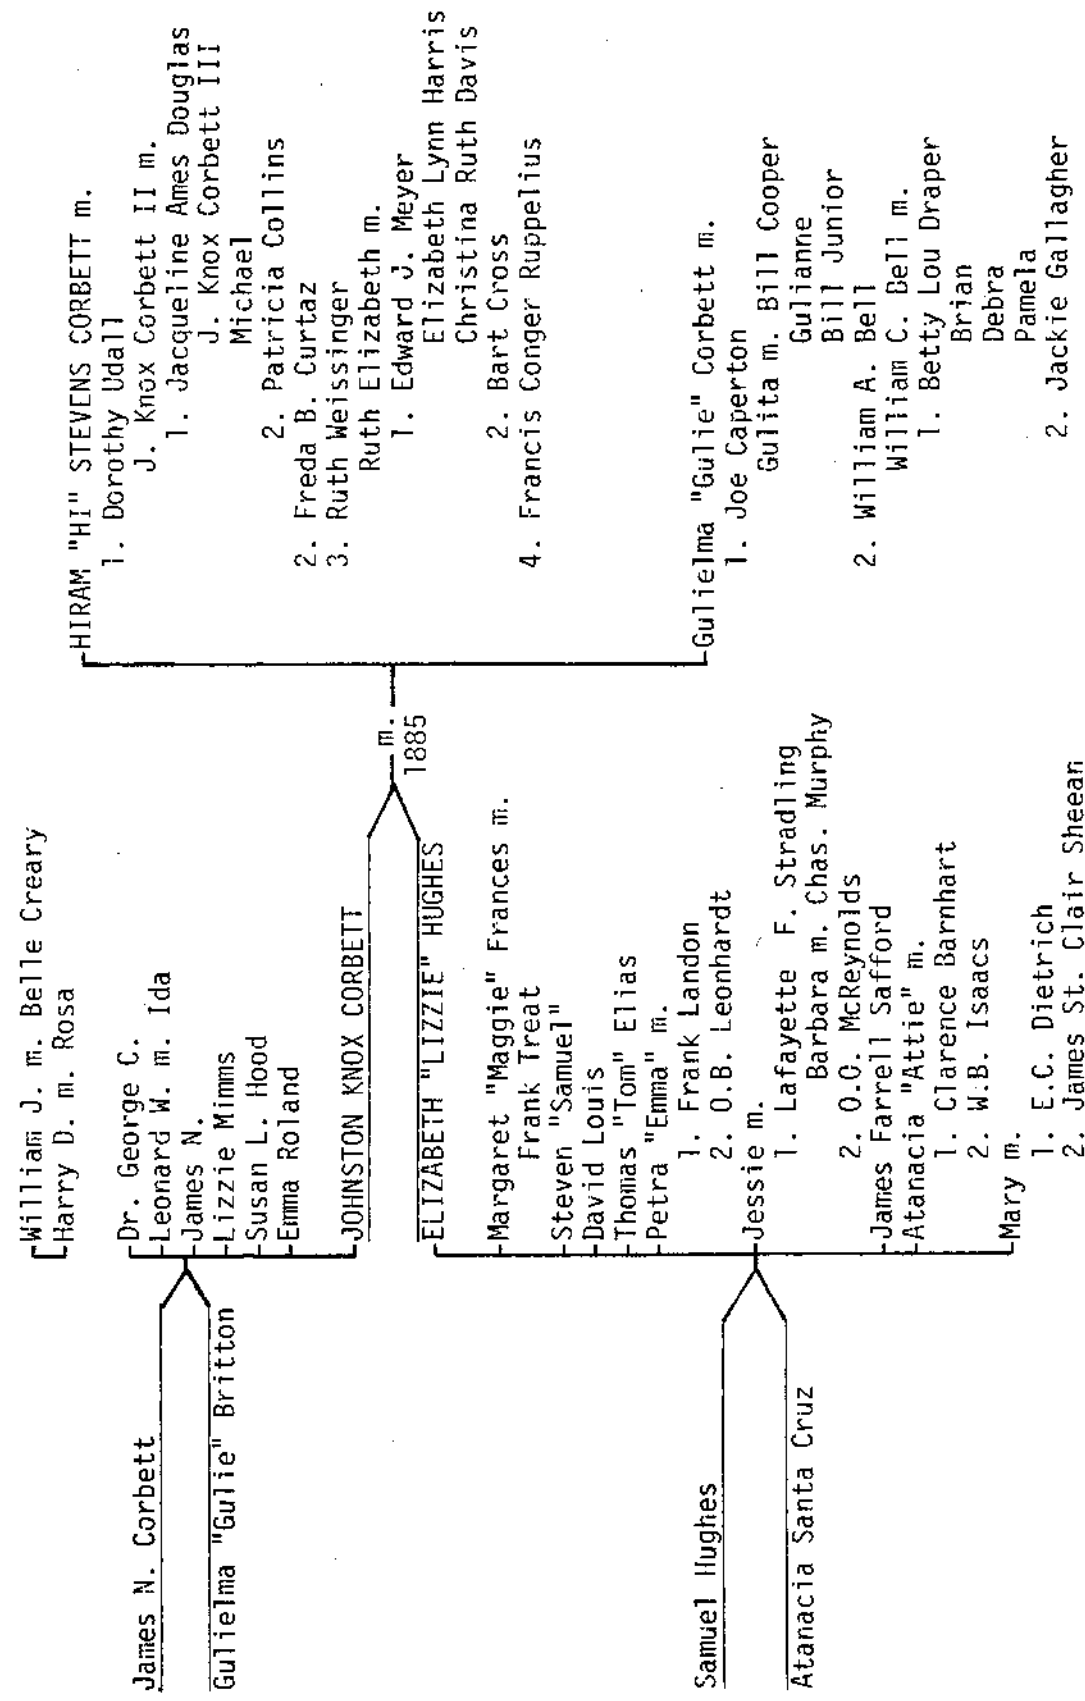 William J. m. Belle Creary
Harry D. m. Rosa
James N. Corbett
Gulielma "Gulie" Britton
Dr. George C.
Leonard W. m. Ida
James N.
Lizzie Mimms
Susan L. Hood
Emma Roland
JOHNSTON KNOX CORBETT
m.
1885
ELIZABETH "LIZZIE" HUGHES
Samuel Hughes
Atanacia Santa Cruz
Margaret "Maggie" Frances m.
Frank Treat
Steven "Samuel"
David Louis
Thomas "Tom" Elias
Petra "Emma" m.
1. Frank Landon
2. O.B. Leonhardt
Jessie m.
1. Lafayette F. Stradling
Barbara m. Chas. Murphy
2. O.O. McReynolds
James Farrell Safford
Atanacia "Attie" m.
1. Clarence Barnhart
2. W.B. Isaacs
Mary m.
1. E.C. Dietrich
2. James St. Clair Sheean
HIRAM "HI" STEVENS CORBETT m.
1. Dorothy Udall
J. Knox Corbett II m.
1. Jacqueline Ames Douglas
J. Knox Corbett III
Michael
2. Patricia Collins
2. Freda B. Curtaz
3. Ruth Weissinger
Ruth Elizabeth m.
1. Edward J. Meyer
Elizabeth Lynn Harris
Christina Ruth Davis
2. Bart Cross
4. Francis Conger Ruppelius
Gulielma "Gulie" Corbett m.
1. Joe Caperton
Gulita m. Bill Cooper
Gulianne
Bill Junior
2. William A. Bell
William C. Bell m.
1. Betty Lou Draper
Brian
Debra
Pamela
2. Jackie Gallagher